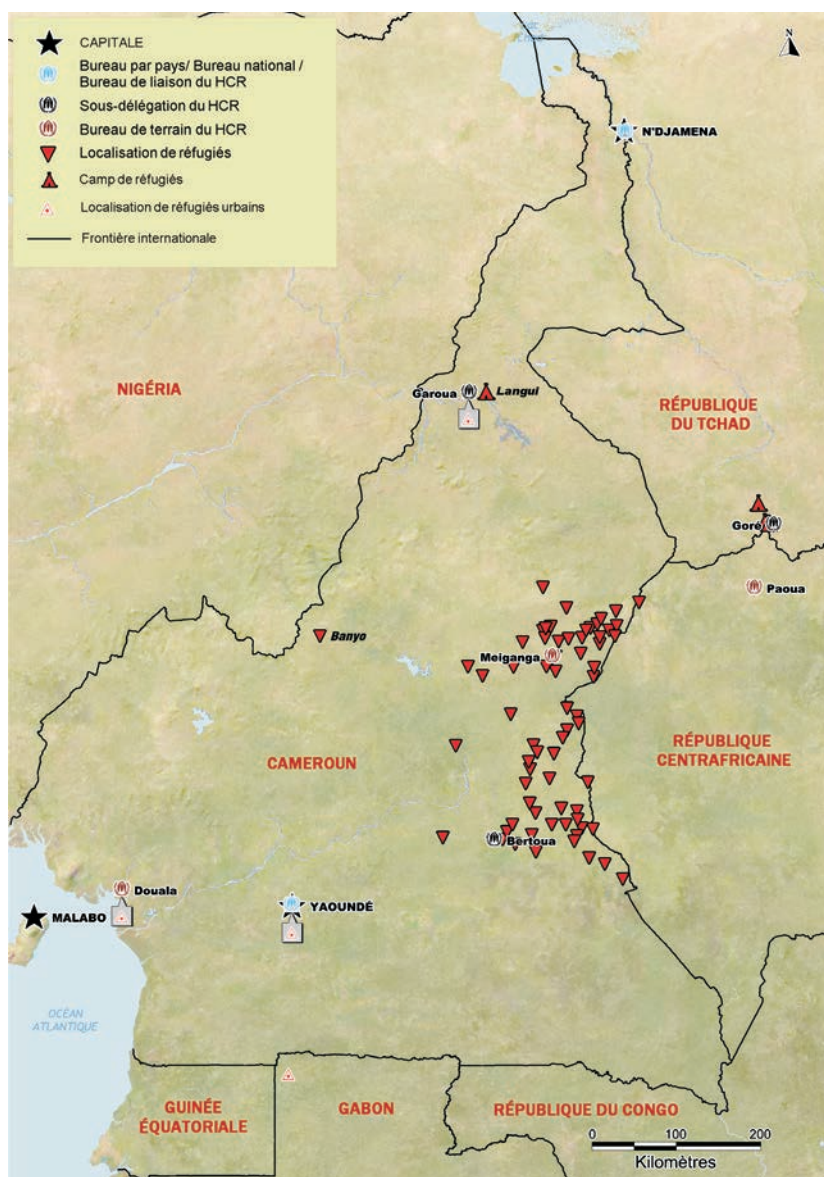 CAPITALE
Bureau par pays/ Bureau national /
Bureau de liaison du HCR
Sous-délégation du HCR
Bureau de terrain du HCR
Localisation de réfugiés
Camp de réfugiés
Localisation de réfugiés urbains
Frontière internationale
N
N'DJAMENA
NIGÉRIA
Garoua
Langui
RÉPUBLIQUE
DU TCHAD
Goré
Paoua
Banyo
Meiganga
CAMEROUN
RÉPUBLIQUE
CENTRAFRICAINE
Bertoua
Douala
MALABO
YAOUNDÉ
OCÉAN
ATLANTIQUE
GUINÉE
ÉQUATORIALE
GABON
RÉPUBLIQUE DU CONGO
0 100 200
Kilomètres